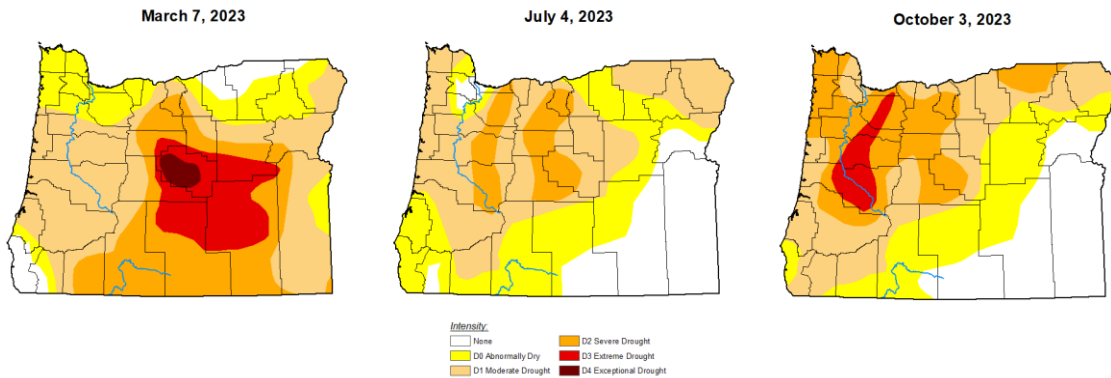 March 7, 2023
July 4, 2023
October 3, 2023
Intensity:
None
D0 Abnormally Dry
D1 Moderate Drought
D2 Severe Drought
D3 Extreme Drought
D4 Exceptional Drought